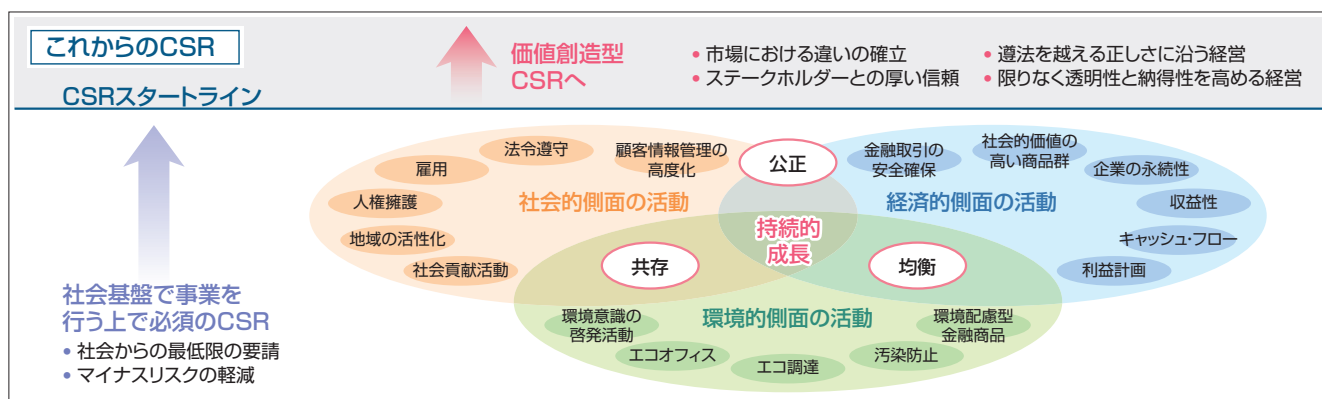 これからのCSR
CSRスタートライン
価値創造型
CSRへ
• 市場における違いの確立
• ステークホルダーとの厚い信頼
• 遵法を越える正しさに沿う経営
• 限りなく透明性と納得性を高める経営
社会基盤で事業を
行う上で必須のCSR
• 社会からの最低限の要請
• マイナスリスクの軽減
社会的側面の活動
法令遵守
顧客情報管理の
高度化
雇用
人権擁護
地域の活性化
社会貢献活動
公正
経済的側面の活動
金融取引の
安全確保
社会的価値の
高い商品群
企業の永続性
収益性
キャッシュ・フロー
利益計画
持続的
成長
共存
均衡
環境的側面の活動
環境意識の
啓発活動
エコオフィス
エコ調達
汚染防止
環境配慮型
金融商品